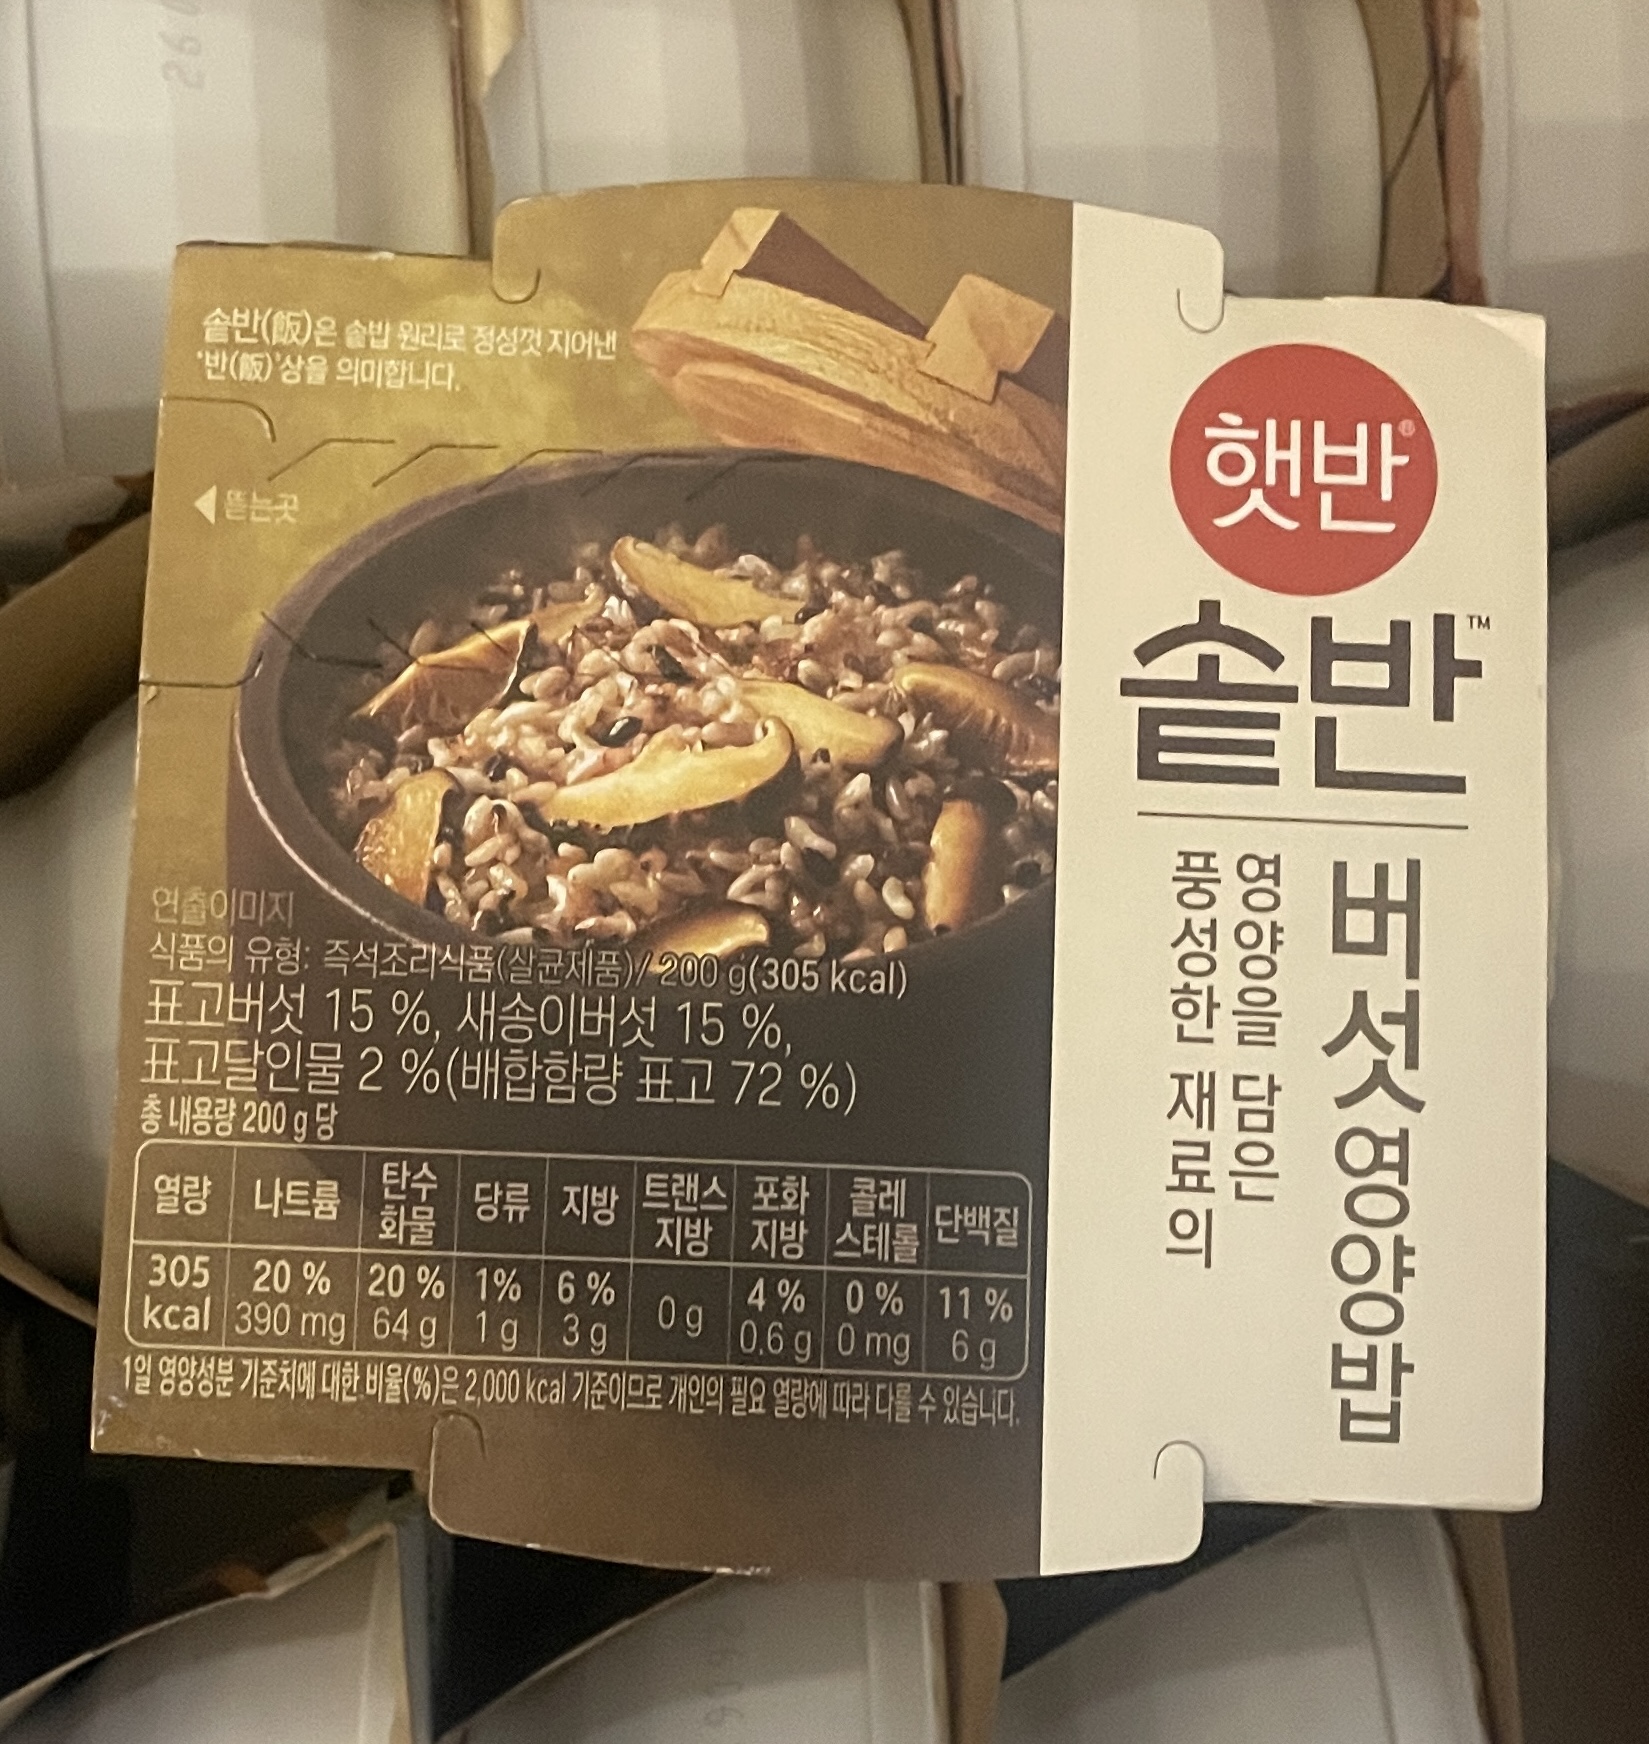 솥반(飯)은 솥밥 원리로 정성껏 지어낸
'반(飯)'상을 의미합니다.
뜯는곳
햇반®
솥반™
버섯영양밥
영양을 담은
풍성한 재료의
연출이미지
식품의 유형: 즉석조리식품(살균제품)/ 200 g(305 kcal)
표고버섯 15 %, 새송이버섯 15 %,
표고달인물 2 %(배합함량 표고 72 %)
총 내용량 200 g 당
열량 나트륨 탄수화물 당류 지방 트랜스지방 포화지방 콜레스테롤 단백질
305 kcal 20 % 390 mg 20 % 64 g 1% 1 g 6 % 3 g 0 g 4 % 0.6 g 0 % 0 mg 11 % 6 g
1일 영양성분 기준치에 대한 비율(%)은 2,000 kcal 기준이므로 개인의 필요 열량에 따라 다를 수 있습니다.